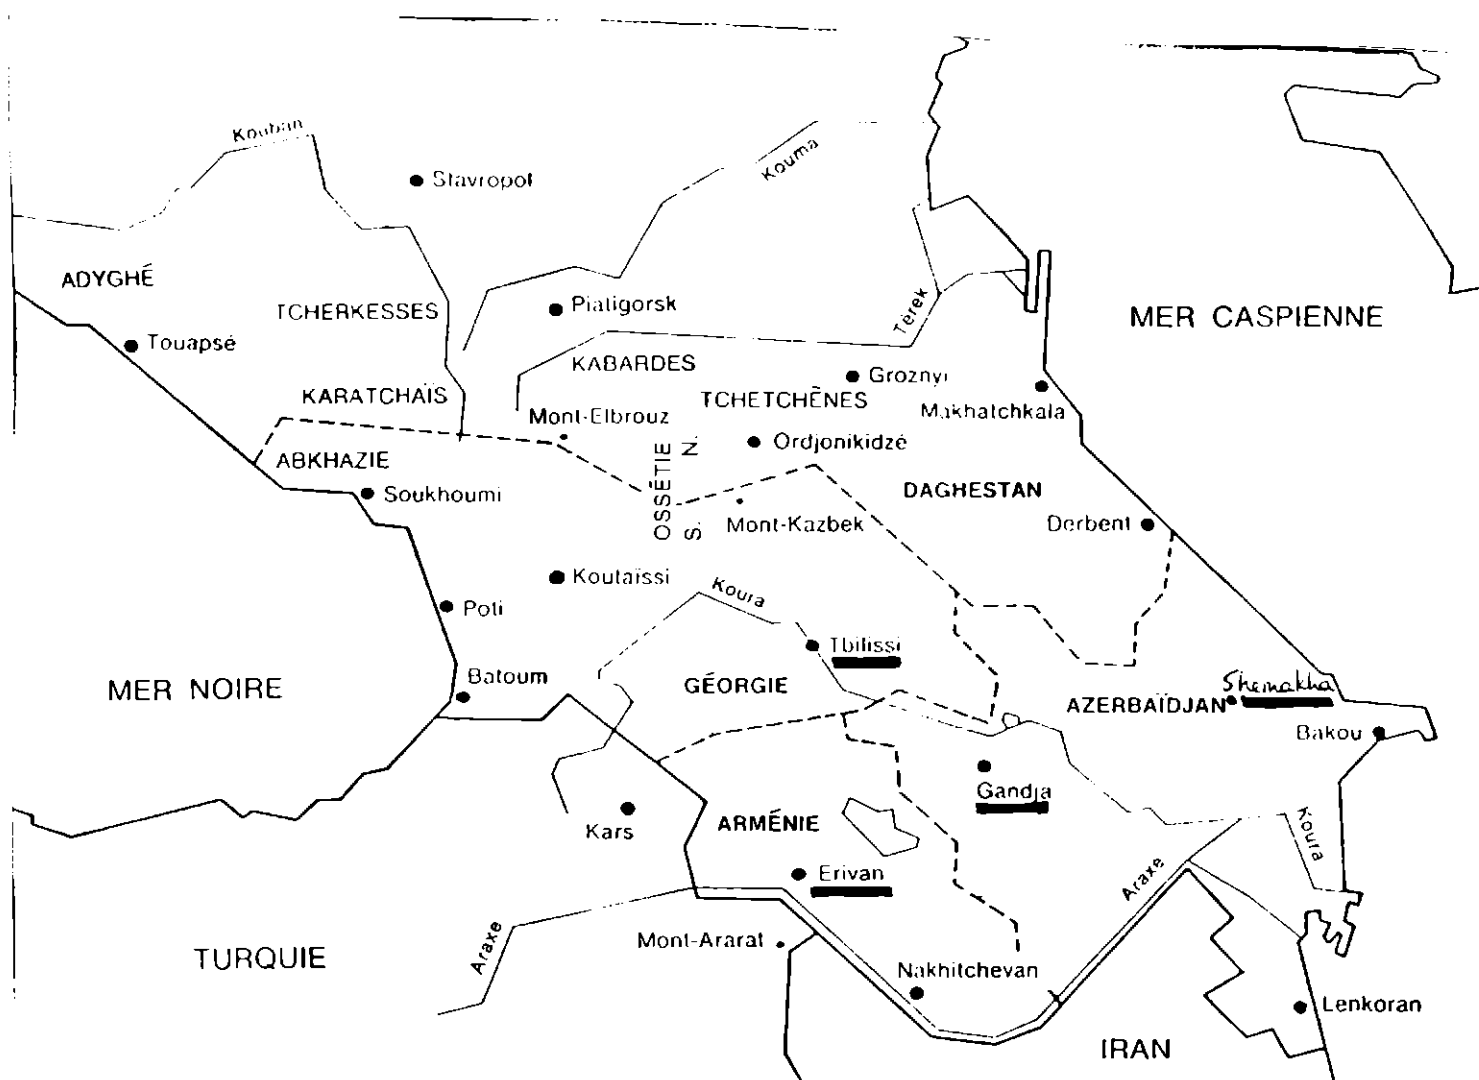 Kouban
Stavropol
Kouma
ADYGHÉ
TCHERKESSES
Piatigorsk
Térek
MER CASPIENNE
Touapsé
KABARDES
Groznyi
KARATCHAÏS
TCHETCHÈNES
Makhatchkala
Mont-Elbrouz
Ordjonikidzé
ABKHAZIE
OSSÉTIE
N.
S.
Soukhoumi
DAGHESTAN
Mont-Kazbek
Derbent
Koutaïssi
Koura
Poti
Tbilissi
MER NOIRE
Batoum
GÉORGIE
Shemakha
AZERBAÏDJAN
Bakou
Gandja
Kars
ARMÉNIE
Koura
Erivan
Araxe
Araxe
Mont-Ararat
TURQUIE
Nakhitchevan
Lenkoran
IRAN